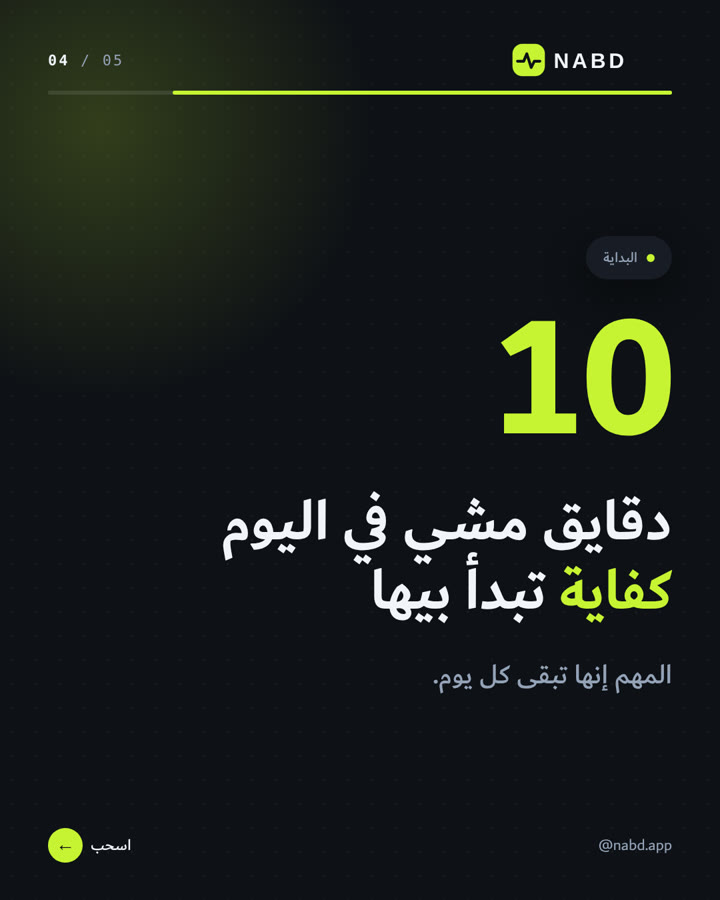 NABD
04 / 05
البداية
10
دقايق مشي في اليوم
كفاية تبدأ بيها
المهم إنها تبقى كل يوم.
@nabd.app
اسحب ←